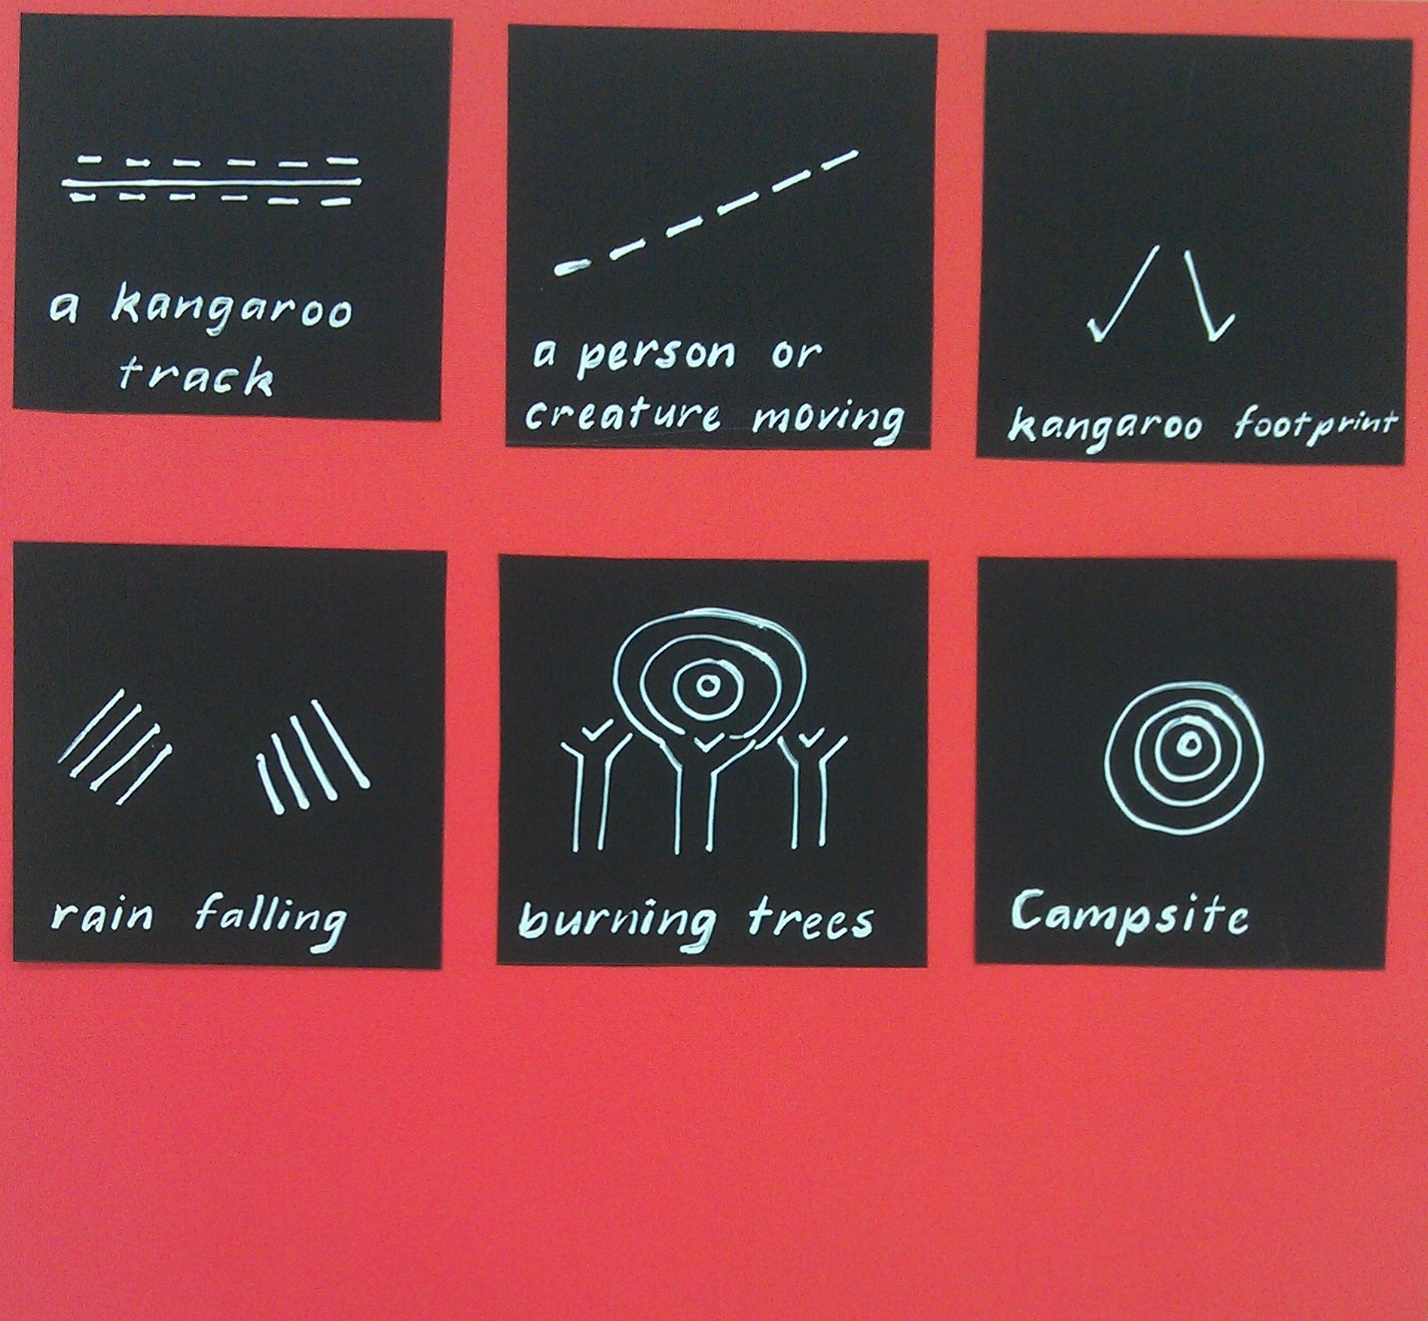 a kangaroo
track
a person or
creature moving
kangaroo footprint
rain falling
burning trees
Campsite